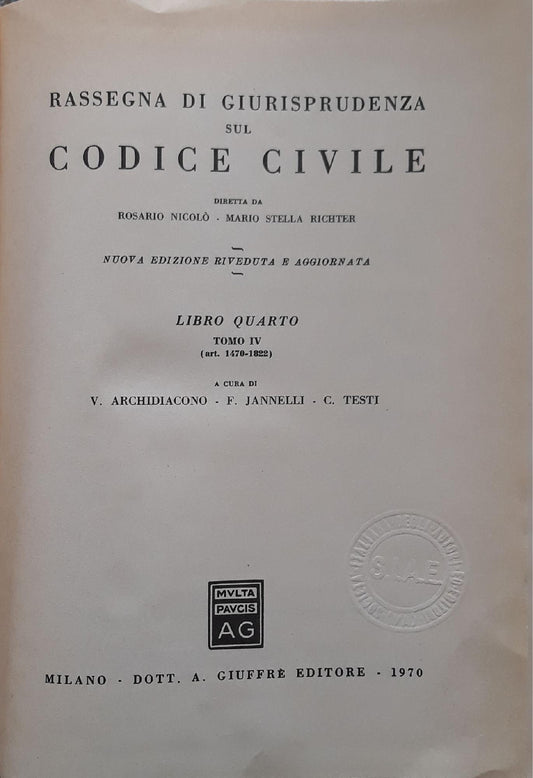 RASSEGNA DI GIURISPRUDENZA
SUL
CODICE CIVILE
DIRETTA DA
ROSARIO NICOLÒ - MARIO STELLA RICHTER
NUOVA EDIZIONE RIVEDUTA E AGGIORNATA
LIBRO QUARTO
TOMO IV
(art. 1470-1822)
A CURA DI
V. ARCHIDIACONO - F. JANNELLI - C. TESTI
S.I.A.E.
MVLTA
PAVCIS
AG
MILANO - DOTT. A. GIUFFRÈ EDITORE - 1970